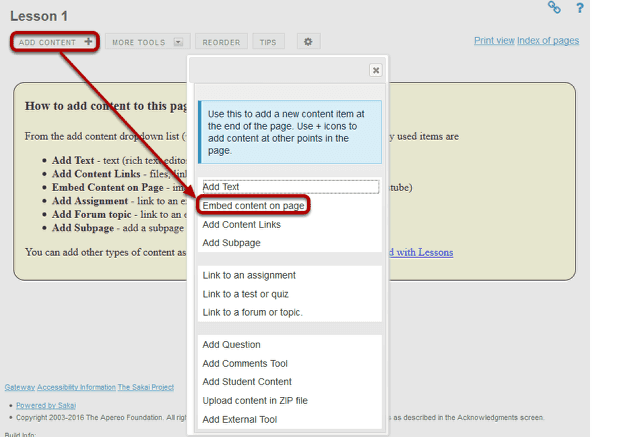 Lesson 1
?
ADD CONTENT +
MORE TOOLS
REORDER
TIPS
Print view Index of pages
How to add content to this pag
From the add content dropdown list (
y used items are
Add Text - text (rich text editor
Add Content Links - files, link
Embed Content on Page - im
tube)
Add Assignment - link to an e
Add Forum topic - link to an e
Add Subpage - add a subpage
You can add other types of content as
d with Lessons
Use this to add a new content item at
the end of the page. Use + icons to
add content at other points in the
page.
Add Text
Embed content on page
Add Content Links
Add Subpage
Link to an assignment
Link to a test or quiz
Link to a forum or topic.
Add Question
Add Comments Tool
Add Student Content
Upload content in ZIP file
Add External Tool
Gateway Accessibility Information The Sakai Project
Powered by Sakai
Copyright 2003-2016 The Apereo Foundation. All righ
s as described in the Acknowledgments screen.
Build Info: